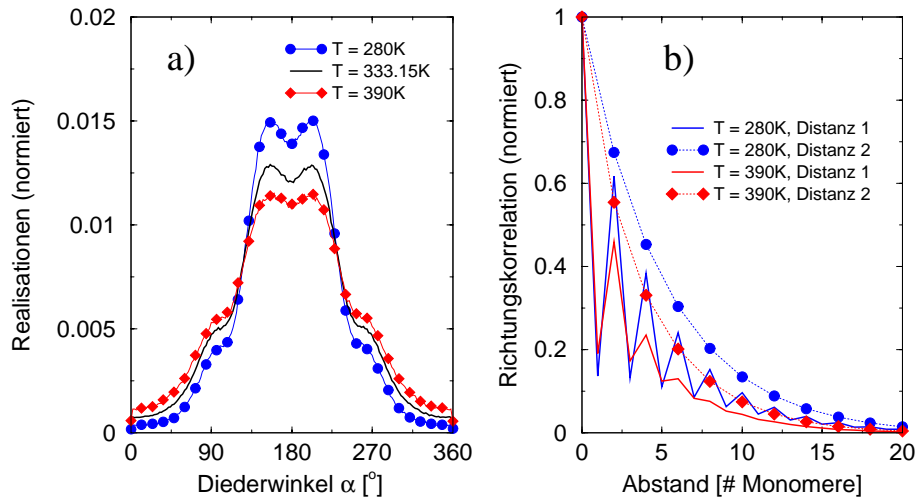 a)
T = 280K
T = 333.15K
T = 390K
Realisationen (normiert)
0.02
0.015
0.01
0.005
0
0
90
180
270
360
Diederwinkel α [°]
b)
T = 280K, Distanz 1
T = 280K, Distanz 2
T = 390K, Distanz 1
T = 390K, Distanz 2
Richtungskorrelation (normiert)
1
0.8
0.6
0.4
0.2
0
0
5
10
15
20
Abstand [# Monomere]